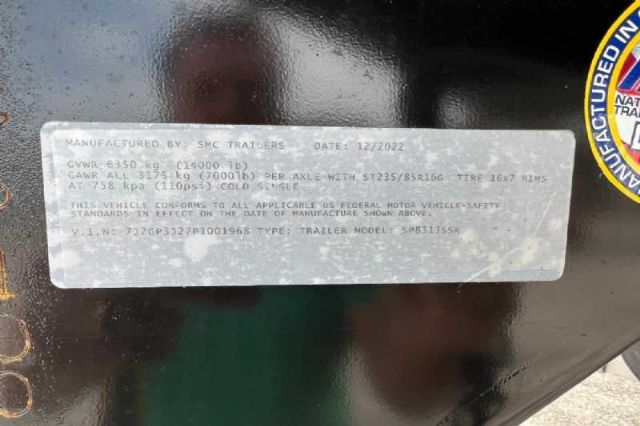 MANUFACTURED BY: SMC TRAILERS DATE: 12/2022
GVWR 6350 kg (14000 lb)
GAWR ALL 3175 kg (7000lb) PER AXLE WITH ST235/85R16G TIRE 16x7 RIMS
AT 758 kpa (110psi) COLD SINGLE
THIS VEHICLE CONFORMS TO ALL APPLICABLE US FEDERAL MOTOR VEHICLE-SAFETY
STANDARDS IN EFFECT ON THE DATE OF MANUFACTURE SHOWN ABOVE.
V.I.N: TYPE: TRAILER MODEL:
MANUFACTURED IN
NAT
TRAIL